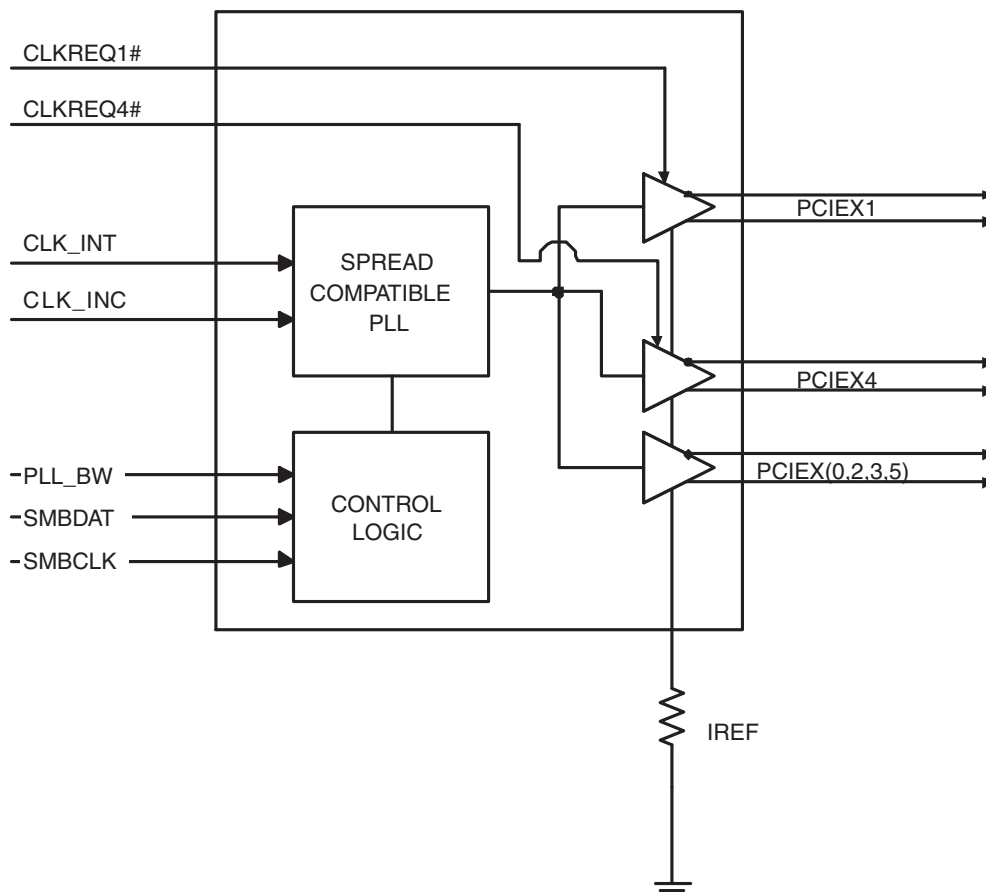 CLKREQ1#
CLKREQ4#
PCIEX1
CLK_INT
SPREAD
COMPATIBLE
PLL
CLK_INC
PCIEX4
PLL_BW
SMBDAT
SMBCLK
CONTROL
LOGIC
PCIEX(0,2,3,5)
IREF